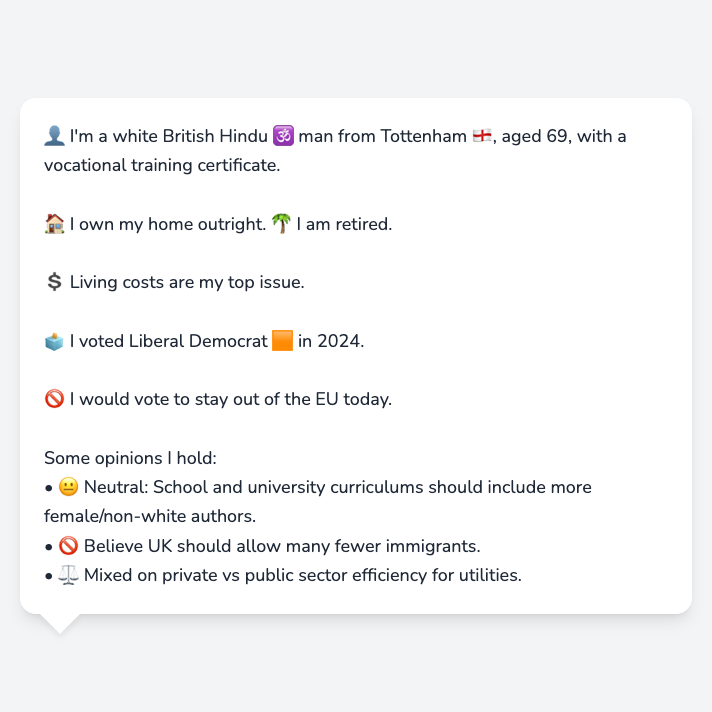 👤 I'm a white British Hindu 🕉️ man from Tottenham 🏴󠁧󠁢󠁥󠁮󠁧󠁿, aged 69, with a
vocational training certificate.
🏠 I own my home outright. 🌴 I am retired.
💲 Living costs are my top issue.
🗳️ I voted Liberal Democrat 🟧 in 2024.
🚫 I would vote to stay out of the EU today.
Some opinions I hold:
• 😐 Neutral: School and university curriculums should include more
female/non-white authors.
• 🚫 Believe UK should allow many fewer immigrants.
• ⚖️ Mixed on private vs public sector efficiency for utilities.